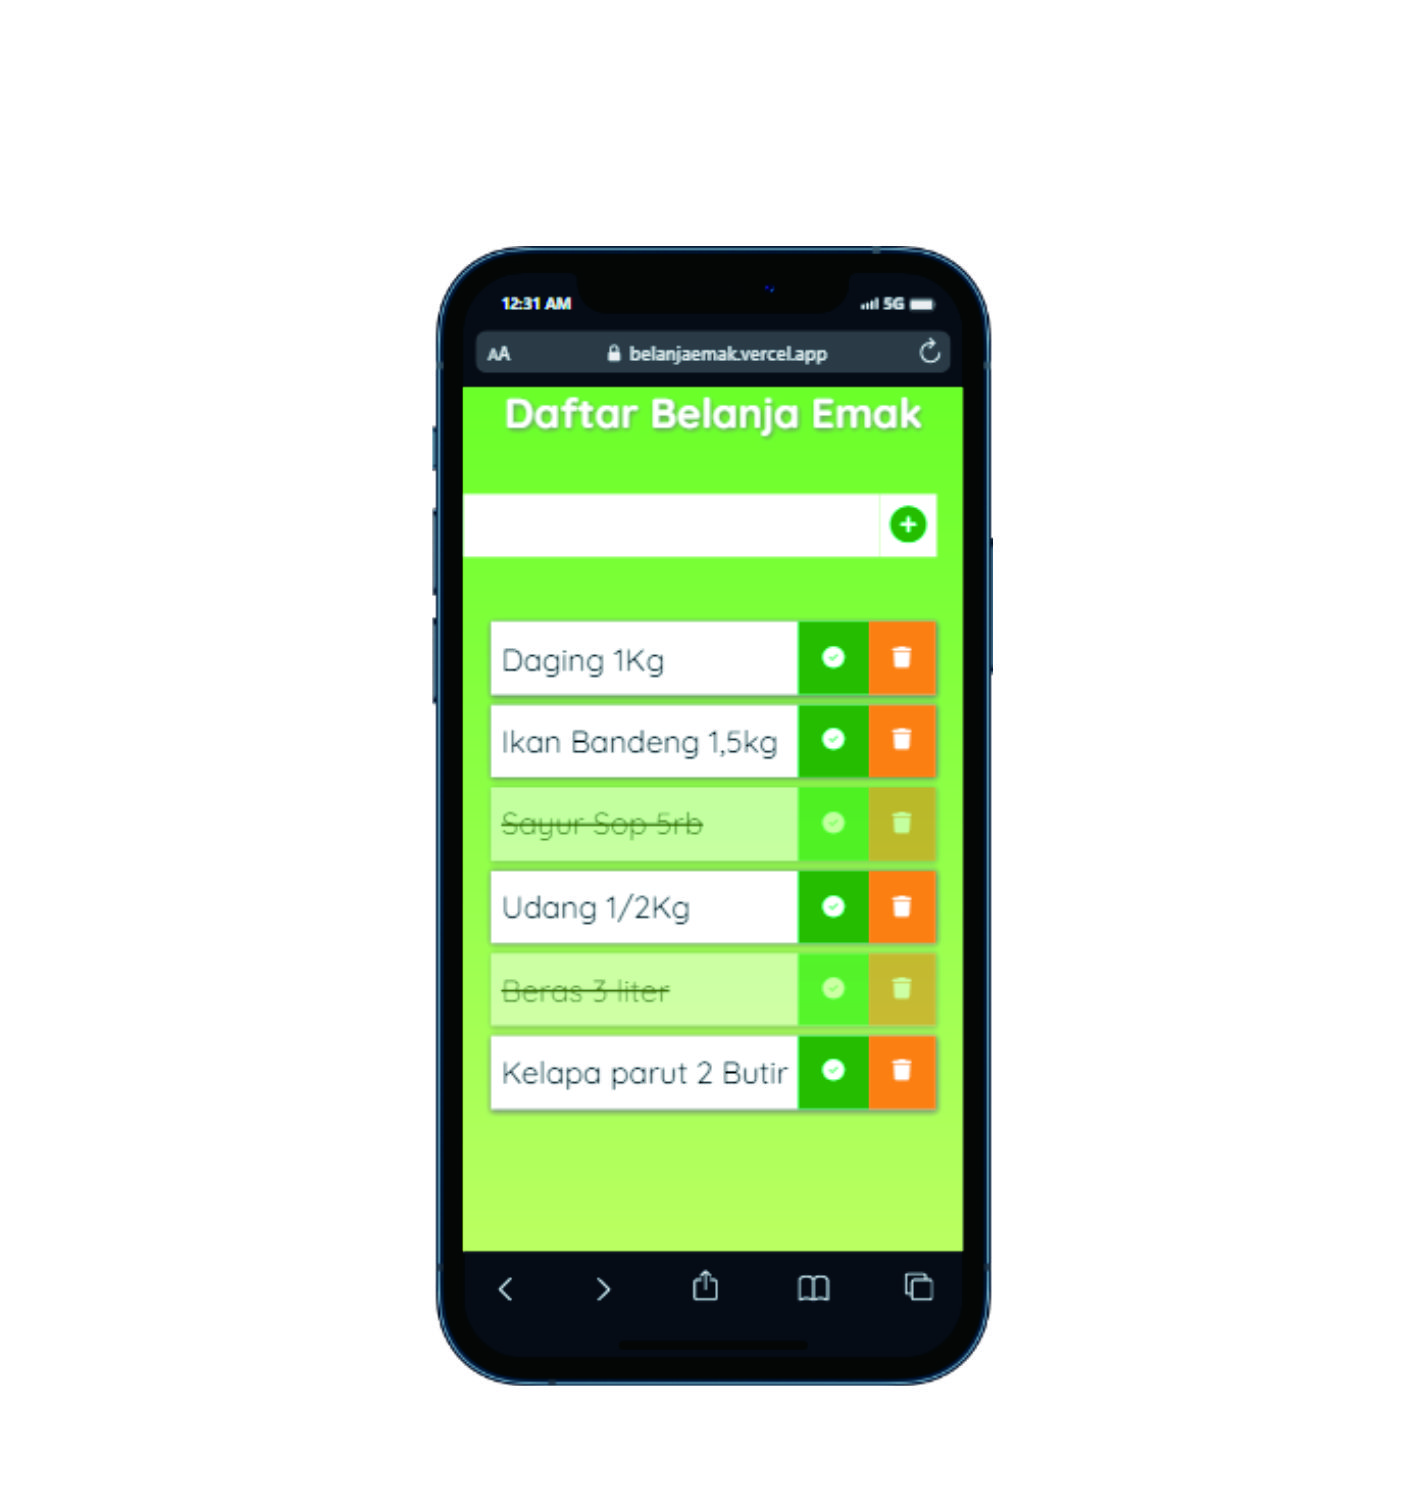 12:31 AM
5G
AA
belanjaemak.vercel.app
Daftar Belanja Emak
Daging 1Kg
Ikan Bandeng 1,5kg
Sayur Sop 5rb
Udang 1/2Kg
Beras 3 liter
Kelapa parut 2 Butir